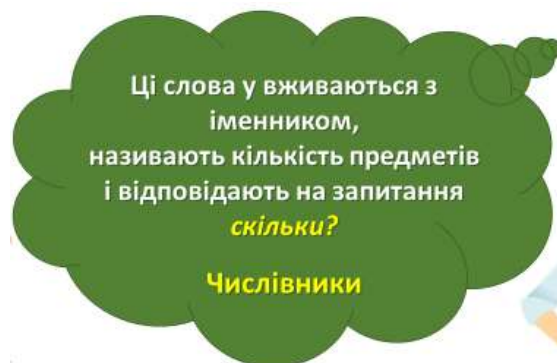 Ці слова у вживаються з
іменником,
називають кількість предметів
і відповідають на запитання
скільки?
Числівники